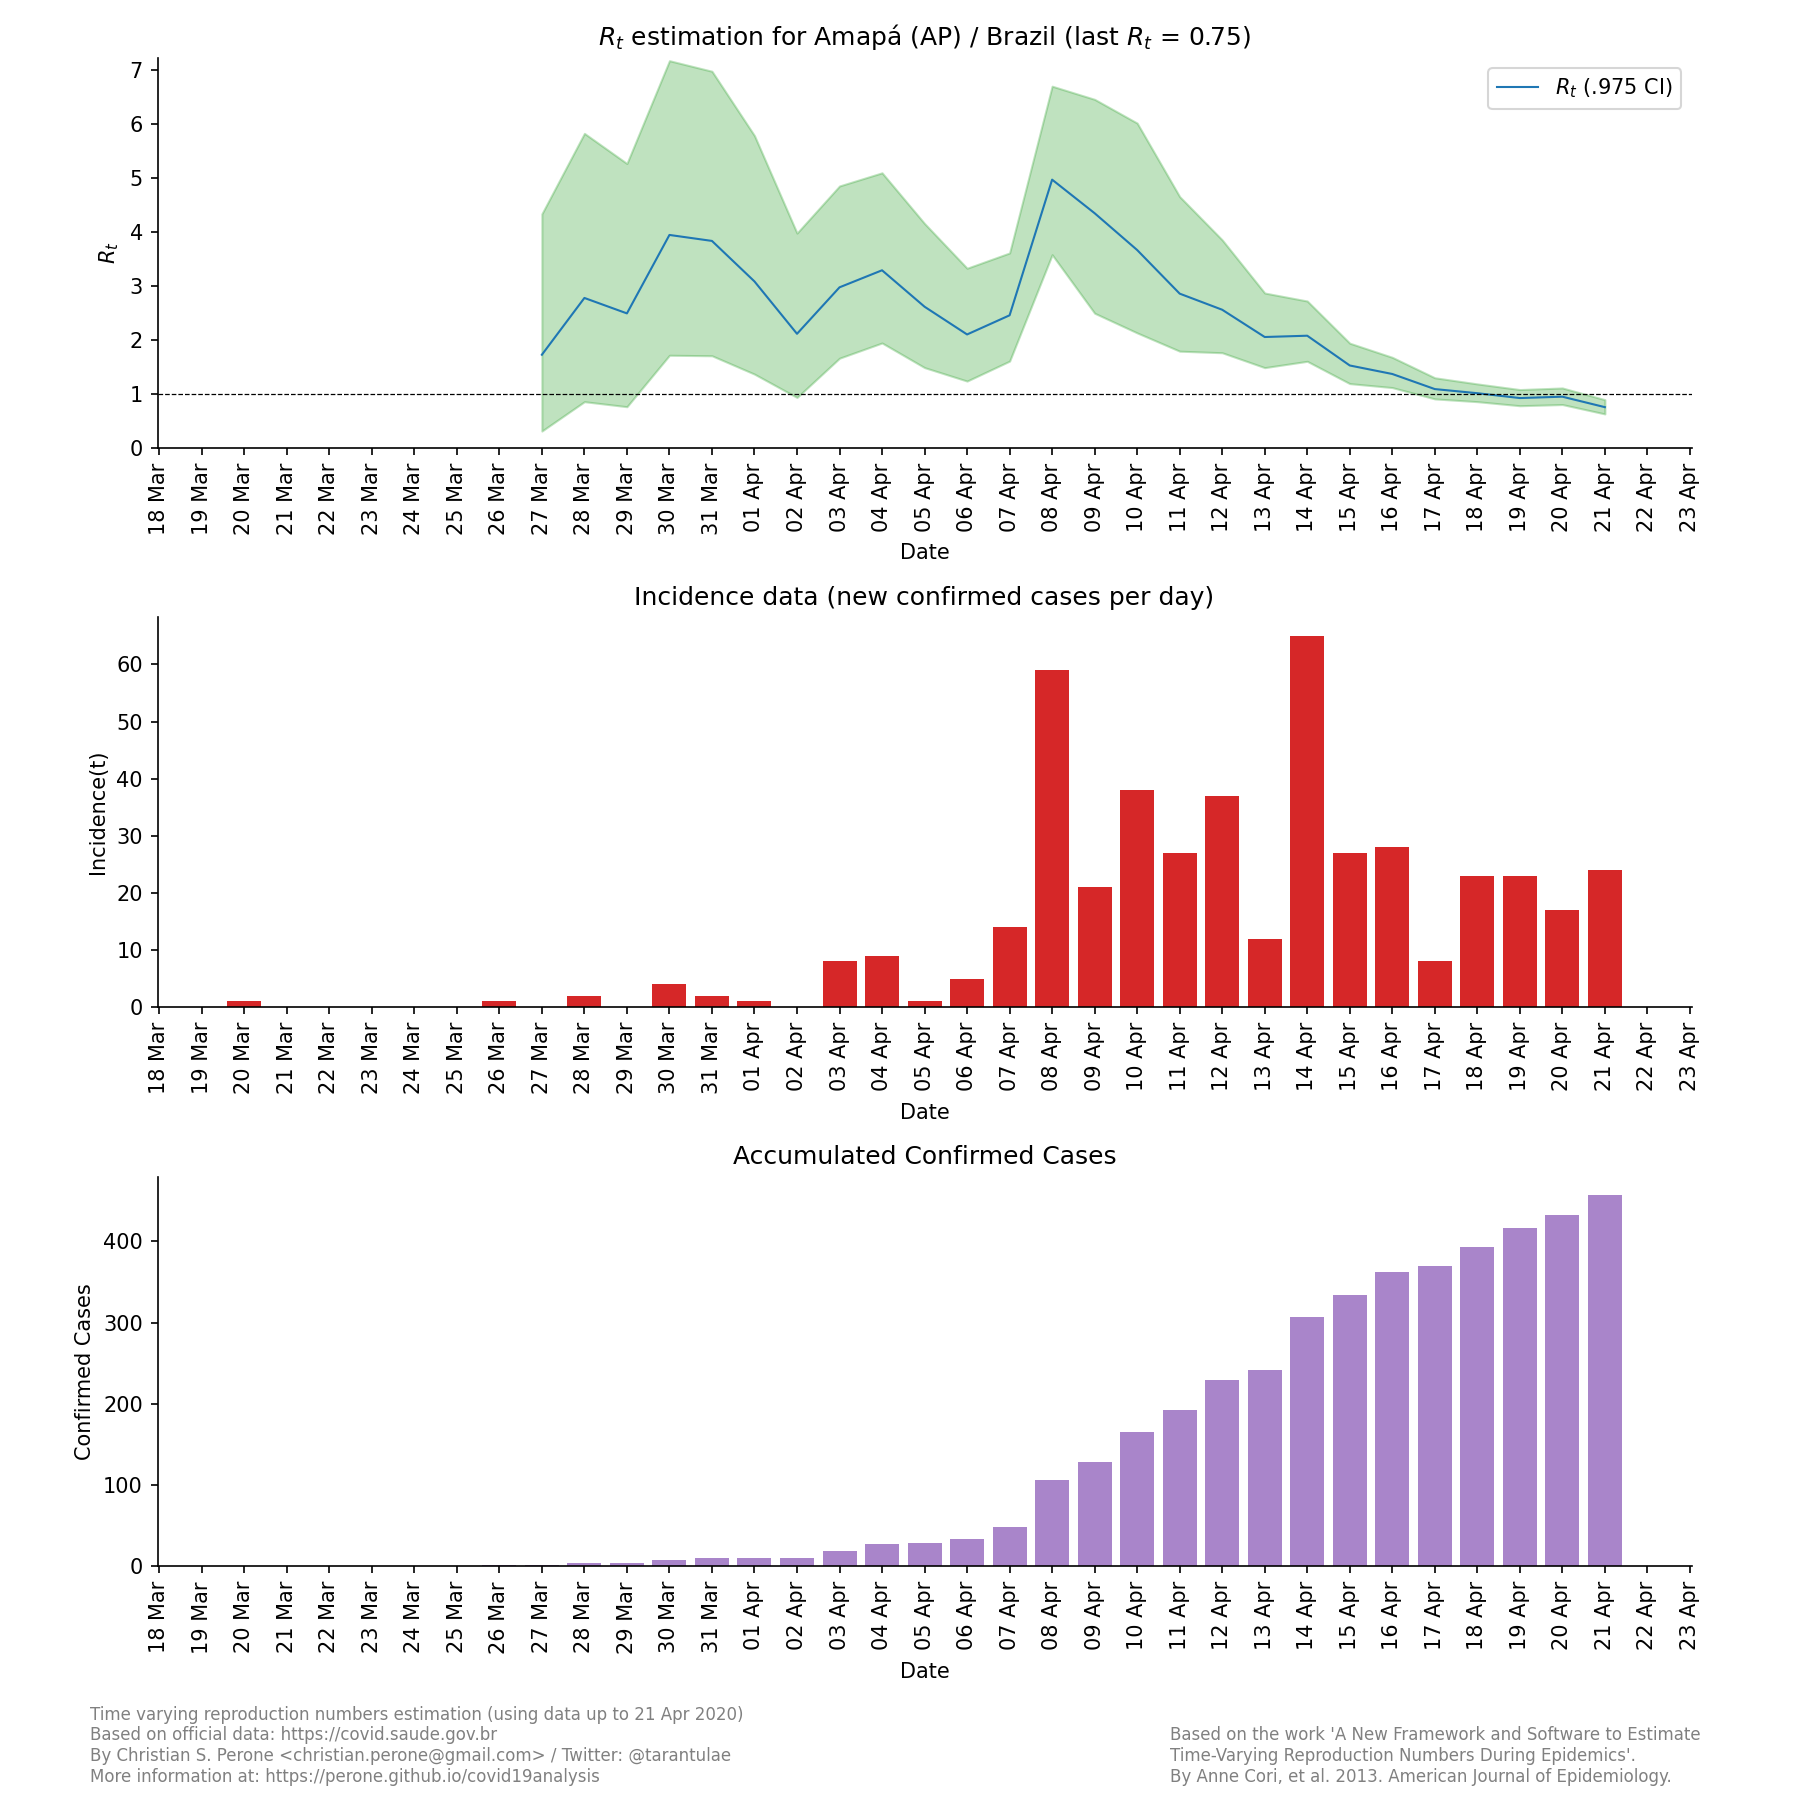 R_t estimation for Amapá (AP) / Brazil (last R_t = 0.75)
R_t (.975 CI)
R_t
7
6
5
4
3
2
1
0
18 Mar 19 Mar 20 Mar 21 Mar 22 Mar 23 Mar 24 Mar 25 Mar 26 Mar 27 Mar 28 Mar 29 Mar 30 Mar 31 Mar 01 Apr 02 Apr 03 Apr 04 Apr 05 Apr 06 Apr 07 Apr 08 Apr 09 Apr 10 Apr 11 Apr 12 Apr 13 Apr 14 Apr 15 Apr 16 Apr 17 Apr 18 Apr 19 Apr 20 Apr 21 Apr 22 Apr 23 Apr
Date
Incidence data (new confirmed cases per day)
Incidence(t)
60
50
40
30
20
10
0
18 Mar 19 Mar 20 Mar 21 Mar 22 Mar 23 Mar 24 Mar 25 Mar 26 Mar 27 Mar 28 Mar 29 Mar 30 Mar 31 Mar 01 Apr 02 Apr 03 Apr 04 Apr 05 Apr 06 Apr 07 Apr 08 Apr 09 Apr 10 Apr 11 Apr 12 Apr 13 Apr 14 Apr 15 Apr 16 Apr 17 Apr 18 Apr 19 Apr 20 Apr 21 Apr 22 Apr 23 Apr
Date
Accumulated Confirmed Cases
Confirmed Cases
400
300
200
100
0
18 Mar 19 Mar 20 Mar 21 Mar 22 Mar 23 Mar 24 Mar 25 Mar 26 Mar 27 Mar 28 Mar 29 Mar 30 Mar 31 Mar 01 Apr 02 Apr 03 Apr 04 Apr 05 Apr 06 Apr 07 Apr 08 Apr 09 Apr 10 Apr 11 Apr 12 Apr 13 Apr 14 Apr 15 Apr 16 Apr 17 Apr 18 Apr 19 Apr 20 Apr 21 Apr 22 Apr 23 Apr
Date
Time varying reproduction numbers estimation (using data up to 21 Apr 2020)
Based on official data: https://covid.saude.gov.br
By Christian S. Perone <christian.perone@gmail.com> / Twitter: @tarantulae
More information at: https://perone.github.io/covid19analysis
Based on the work 'A New Framework and Software to Estimate
Time-Varying Reproduction Numbers During Epidemics'.
By Anne Cori, et al. 2013. American Journal of Epidemiology.